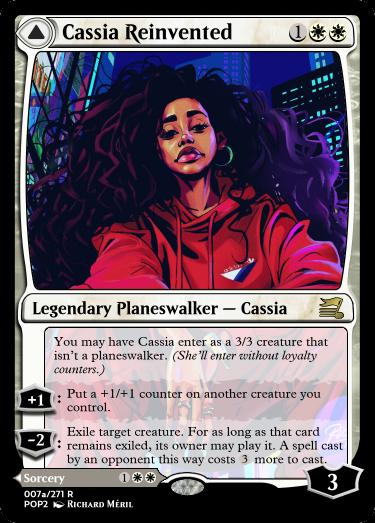 Cassia Reinvented 1
Legendary Planeswalker — Cassia
You may have Cassia enter as a 3/3 creature that
isn't a planeswalker. (She'll enter without loyalty
counters.)
+1: Put a +1/+1 counter on another creature you
control.
−2: Exile target creature. For as long as that card
remains exiled, its owner may play it. A spell cast
by an opponent this way costs 3 more to cast.
Sorcery 1
3
007a/271 R
POP2 Richard Méril